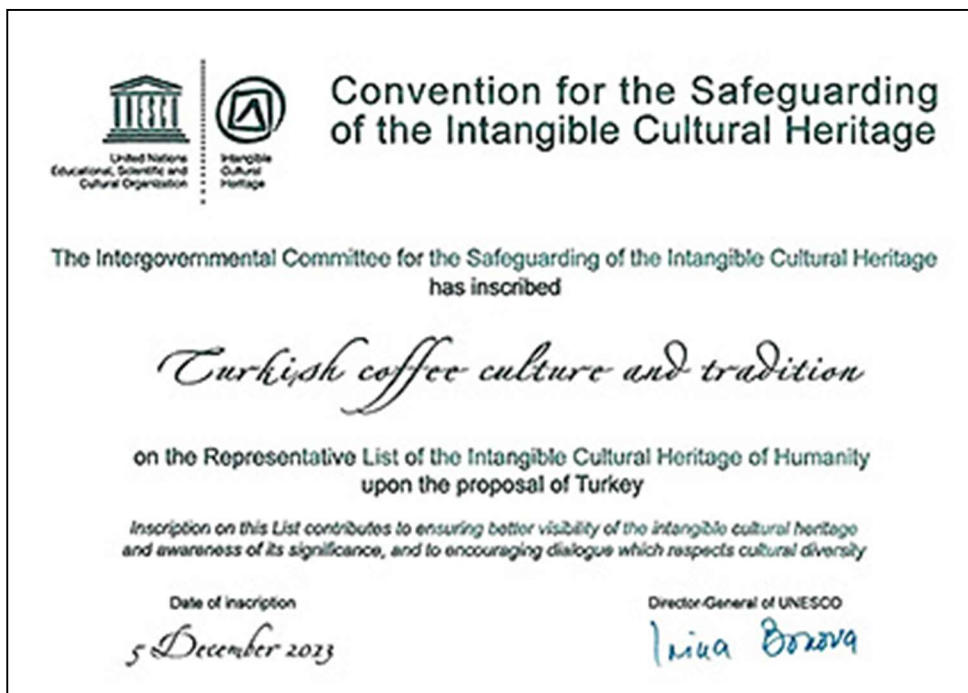 United Nations
Educational, Scientific and
Cultural Organization
Intangible
Cultural
Heritage
Convention for the Safeguarding
of the Intangible Cultural Heritage
The Intergovernmental Committee for the Safeguarding of the Intangible Cultural Heritage
has inscribed
Turkish coffee culture and tradition
on the Representative List of the Intangible Cultural Heritage of Humanity
upon the proposal of Turkey
Inscription on this List contributes to ensuring better visibility of the intangible cultural heritage
and awareness of its significance, and to encouraging dialogue which respects cultural diversity
Date of inscription
5 December 2013
Director-General of UNESCO
Irina Bokova